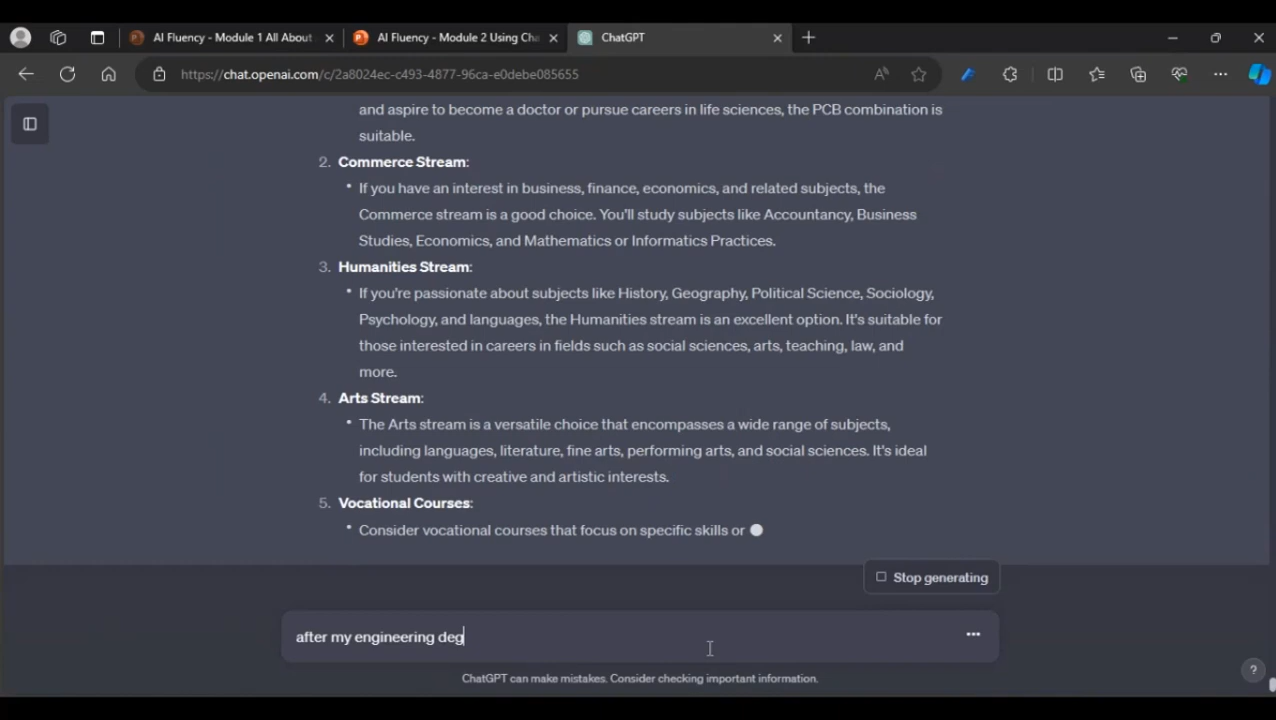 AI Fluency - Module 1 All About
AI Fluency - Module 2 Using Cha
ChatGPT
https://chat.openai.com/c/2a8024ec-c493-4877-96ca-e0debe085655
and aspire to become a doctor or pursue careers in life sciences, the PCB combination is
suitable.
2. Commerce Stream:
• If you have an interest in business, finance, economics, and related subjects, the
Commerce stream is a good choice. You'll study subjects like Accountancy, Business
Studies, Economics, and Mathematics or Informatics Practices.
3. Humanities Stream:
• If you're passionate about subjects like History, Geography, Political Science, Sociology,
Psychology, and languages, the Humanities stream is an excellent option. It's suitable for
those interested in careers in fields such as social sciences, arts, teaching, law, and
more.
4. Arts Stream:
• The Arts stream is a versatile choice that encompasses a wide range of subjects,
including languages, literature, fine arts, performing arts, and social sciences. It's ideal
for students with creative and artistic interests.
5. Vocational Courses:
• Consider vocational courses that focus on specific skills or
Stop generating
after my engineering deg
ChatGPT can make mistakes. Consider checking important information.
?